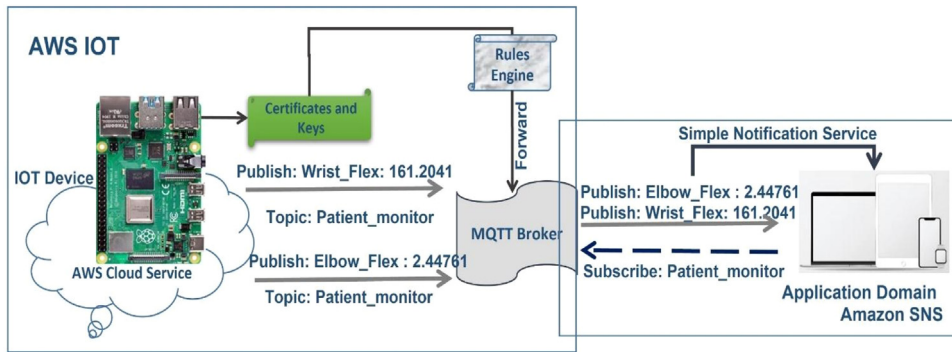 AWS IOT
Rules
Engine
Certificates and
Keys
Forward
Simple Notification Service
IOT Device
Publish: Wrist_Flex: 161.2041
Topic: Patient_monitor
MQTT Broker
Publish: Elbow_Flex : 2.44761
Publish: Wrist_Flex: 161.2041
Subscribe: Patient_monitor
AWS Cloud Service
Publish: Elbow_Flex : 2.44761
Topic: Patient_monitor
Application Domain
Amazon SNS